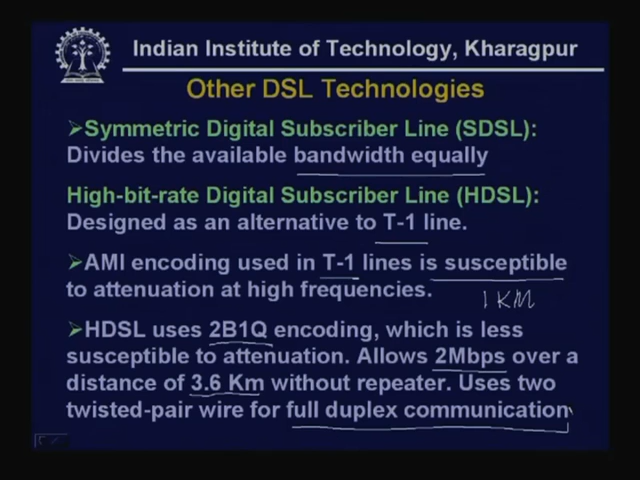 Indian Institute of Technology, Kharagpur
Other DSL Technologies
➢Symmetric Digital Subscriber Line (SDSL):
Divides the available bandwidth equally
High-bit-rate Digital Subscriber Line (HDSL):
Designed as an alternative to T-1 line.
➢AMI encoding used in T-1 lines is susceptible
to attenuation at high frequencies.
1 KM
➢HDSL uses 2B1Q encoding, which is less
susceptible to attenuation. Allows 2Mbps over a
distance of 3.6 Km without repeater. Uses two
twisted-pair wire for full duplex communication